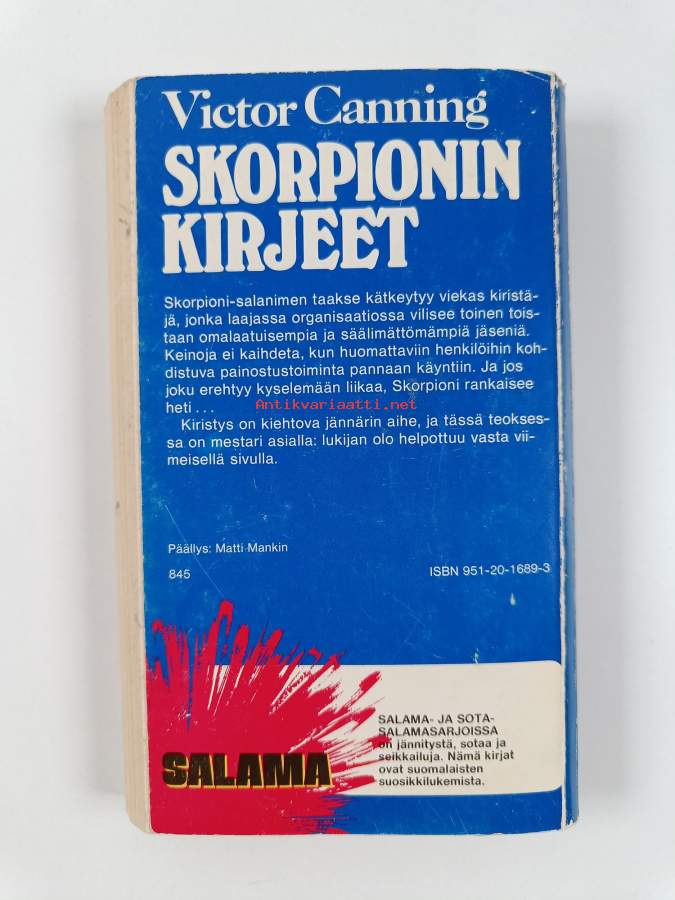 Victor Canning
SKORPIONIN
KIRJEET
Skorpioni-salanimen taakse kätkeytyy viekas kiristä-
jä, jonka laajassa organisaatiossa vilisee toinen tois-
taan omalaatuisempia ja säälimättömämpiä jäseniä.
Keinoja ei kaihdeta, kun huomattaviin henkilöihin koh-
distuva painostustoiminta pannaan käyntiin. Ja jos
joku erehtyy kyselemään liikaa, Skorpioni rankaisee
heti...
Antikvariaatti.net
Kiristys on kiehtova jännärin aihe, ja tässä teokses-
sa on mestari asialla: lukijan olo helpottuu vasta vii-
meisellä sivulla.
Päällys: Matti Mankin
845
ISBN 951-20-1689-3
SALAMA- JA SOTA-
SALAMASARJOISSA
on jännitystä, sotaa ja
seikkailuja. Nämä kirjat
ovat suomalaisten
suosikkilukemista.
SALAMA